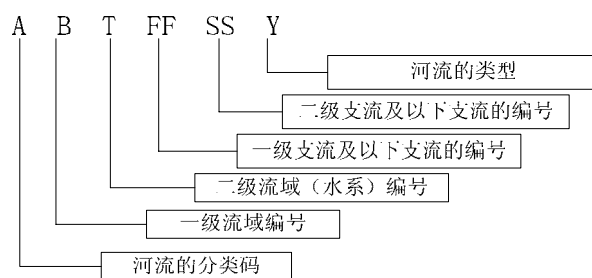 A B T FF SS Y
河流的类型
二级支流及以下支流的编号
一级支流及以下支流的编号
二级流域（水系）编号
一级流域编号
河流的分类码